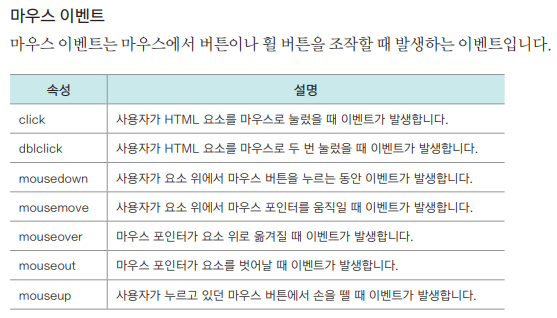 마우스 이벤트
마우스 이벤트는 마우스에서 버튼이나 휠 버튼을 조작할 때 발생하는 이벤트입니다.
속성 설명
click 사용자가 HTML 요소를 마우스로 눌렀을 때 이벤트가 발생합니다.
dblclick 사용자가 HTML 요소를 마우스로 두 번 눌렀을 때 이벤트가 발생합니다.
mousedown 사용자가 요소 위에서 마우스 버튼을 누르는 동안 이벤트가 발생합니다.
mousemove 사용자가 요소 위에서 마우스 포인터를 움직일 때 이벤트가 발생합니다.
mouseover 마우스 포인터가 요소 위로 옮겨질 때 이벤트가 발생합니다.
mouseout 마우스 포인터가 요소를 벗어날 때 이벤트가 발생합니다.
mouseup 사용자가 누르고 있던 마우스 버튼에서 손을 뗄 때 이벤트가 발생합니다.